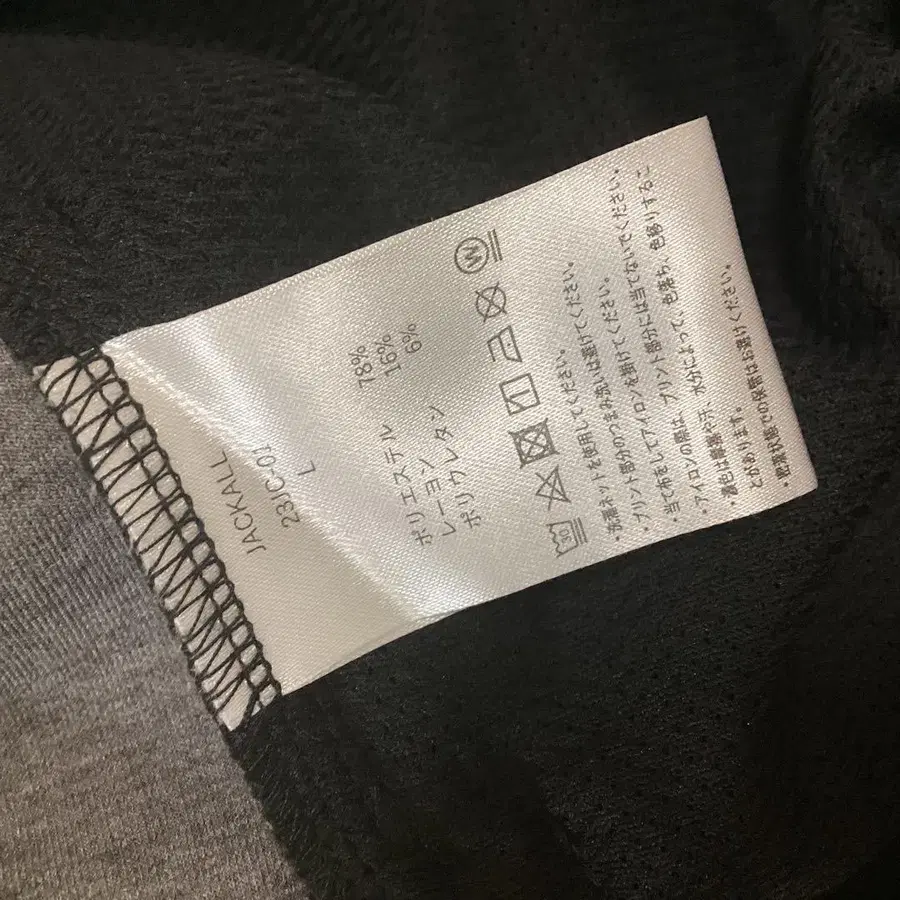 JACKALL
23JC-01
L
ポリエステル 78%
レーヨン 16%
ポリウレタン 6%
30 W
・洗濯ネットを使用してください。
・プリント部分のつまみ洗いは避けてください。
・当て布をしてアイロンを掛けてください。
・アイロンの際は、プリント部分には当てないでください。
・濃色は摩擦や汗、水分によって、色落ち、色移りするこ
とがあります。
・吸湿状態での保管はお避けください。